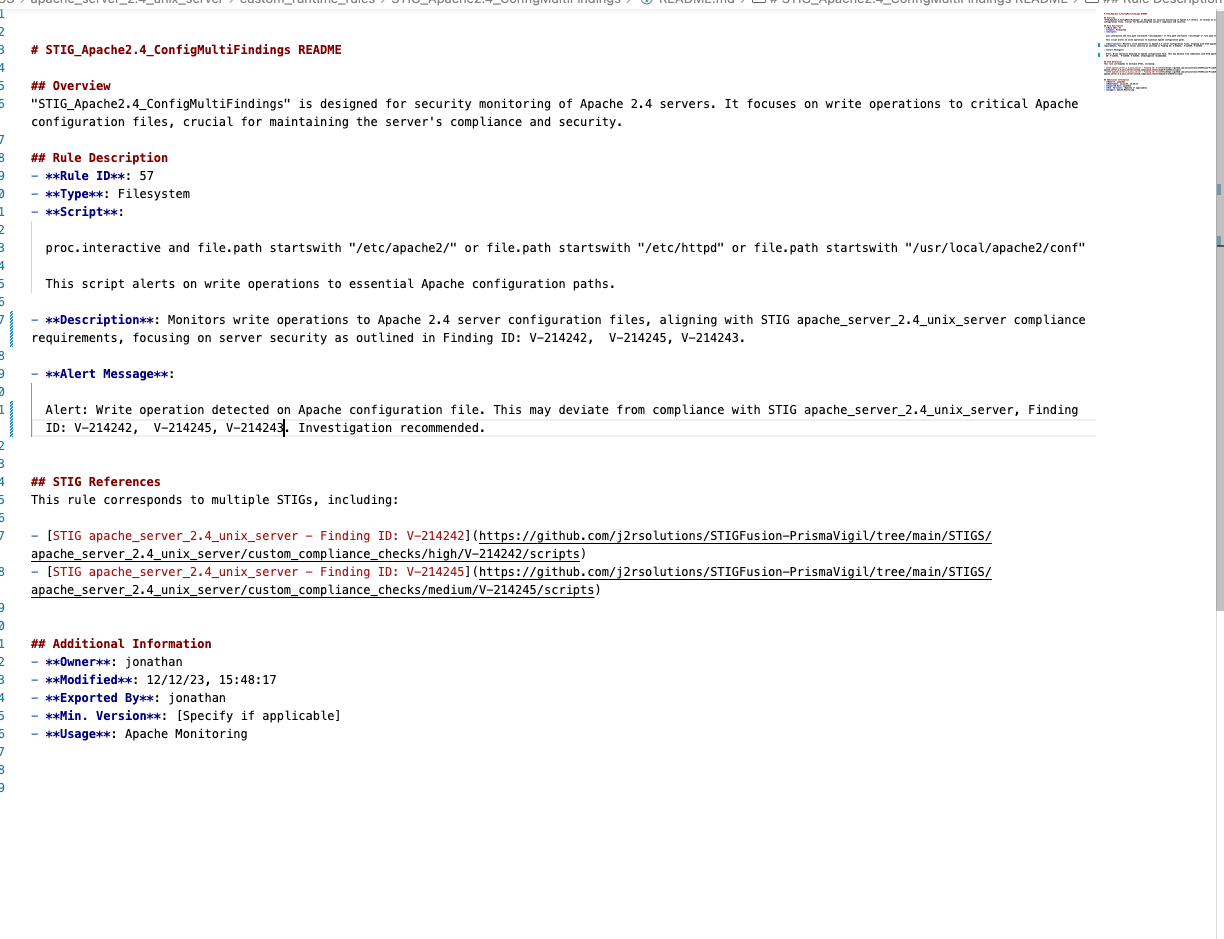 apache_server_2.4_unix_server > custom_runtime_rules > STIG_Apache2.4_ConfigMultiFindings > README.md > # STIG_Apache2.4_ConfigMultiFindings README > ## Rule Description
# STIG_Apache2.4_ConfigMultiFindings README
## Overview
"STIG_Apache2.4_ConfigMultiFindings" is designed for security monitoring of Apache 2.4 servers. It focuses on write operations to critical Apache
configuration files, crucial for maintaining the server's compliance and security.
## Rule Description
- **Rule ID**: 57
- **Type**: Filesystem
- **Script**:
proc.interactive and file.path startswith "/etc/apache2/" or file.path startswith "/etc/httpd" or file.path startswith "/usr/local/apache2/conf"
This script alerts on write operations to essential Apache configuration paths.
- **Description**: Monitors write operations to Apache 2.4 server configuration files, aligning with STIG apache_server_2.4_unix_server compliance
requirements, focusing on server security as outlined in Finding ID: V-214242,  V-214245, V-214243.
- **Alert Message**:
Alert: Write operation detected on Apache configuration file. This may deviate from compliance with STIG apache_server_2.4_unix_server, Finding
ID: V-214242,  V-214245, V-214243. Investigation recommended.
## STIG References
This rule corresponds to multiple STIGs, including:
- [STIG apache_server_2.4_unix_server - Finding ID: V-214242](https://github.com/j2rsolutions/STIGFusion-PrismaVigil/tree/main/STIGS/
apache_server_2.4_unix_server/custom_compliance_checks/high/V-214242/scripts)
- [STIG apache_server_2.4_unix_server - Finding ID: V-214245](https://github.com/j2rsolutions/STIGFusion-PrismaVigil/tree/main/STIGS/
apache_server_2.4_unix_server/custom_compliance_checks/medium/V-214245/scripts)
## Additional Information
- **Owner**: jonathan
- **Modified**: 12/12/23, 15:48:17
- **Exported By**: jonathan
- **Min. Version**: [Specify if applicable]
- **Usage**: Apache Monitoring